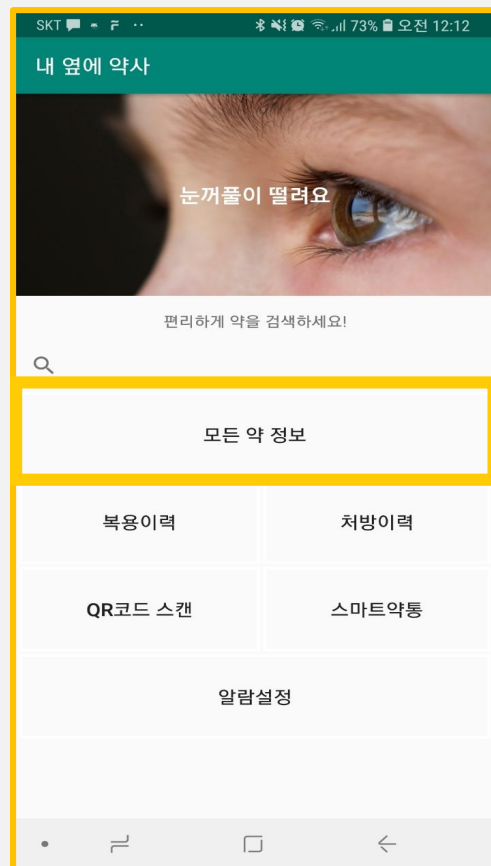 SKT 73% 오전 12:12
내 옆에 약사
눈꺼풀이 떨려요
편리하게 약을 검색하세요!
모든 약 정보
복용이력 처방이력
QR코드 스캔 스마트약통
알람설정